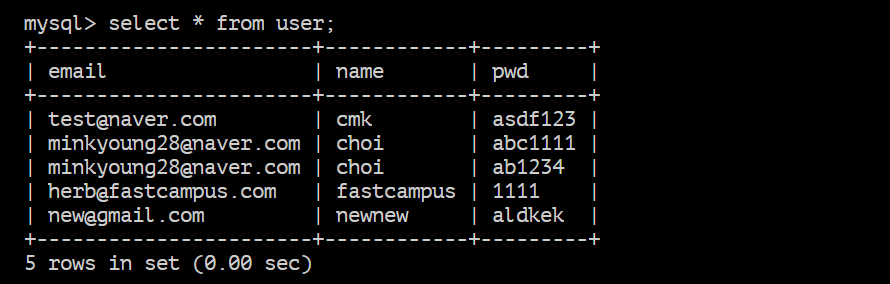 mysql> select * from user;
+-----------------------+------------+---------+
| email                 | name       | pwd     |
+-----------------------+------------+---------+
| test@naver.com        | cmk        | asdf123 |
| minkyoung28@naver.com | choi       | abc1111 |
| minkyoung28@naver.com | choi       | ab1234  |
| herb@fastcampus.com   | fastcampus | 1111    |
| new@gmail.com         | newnew     | aldkek  |
+-----------------------+------------+---------+
5 rows in set (0.00 sec)